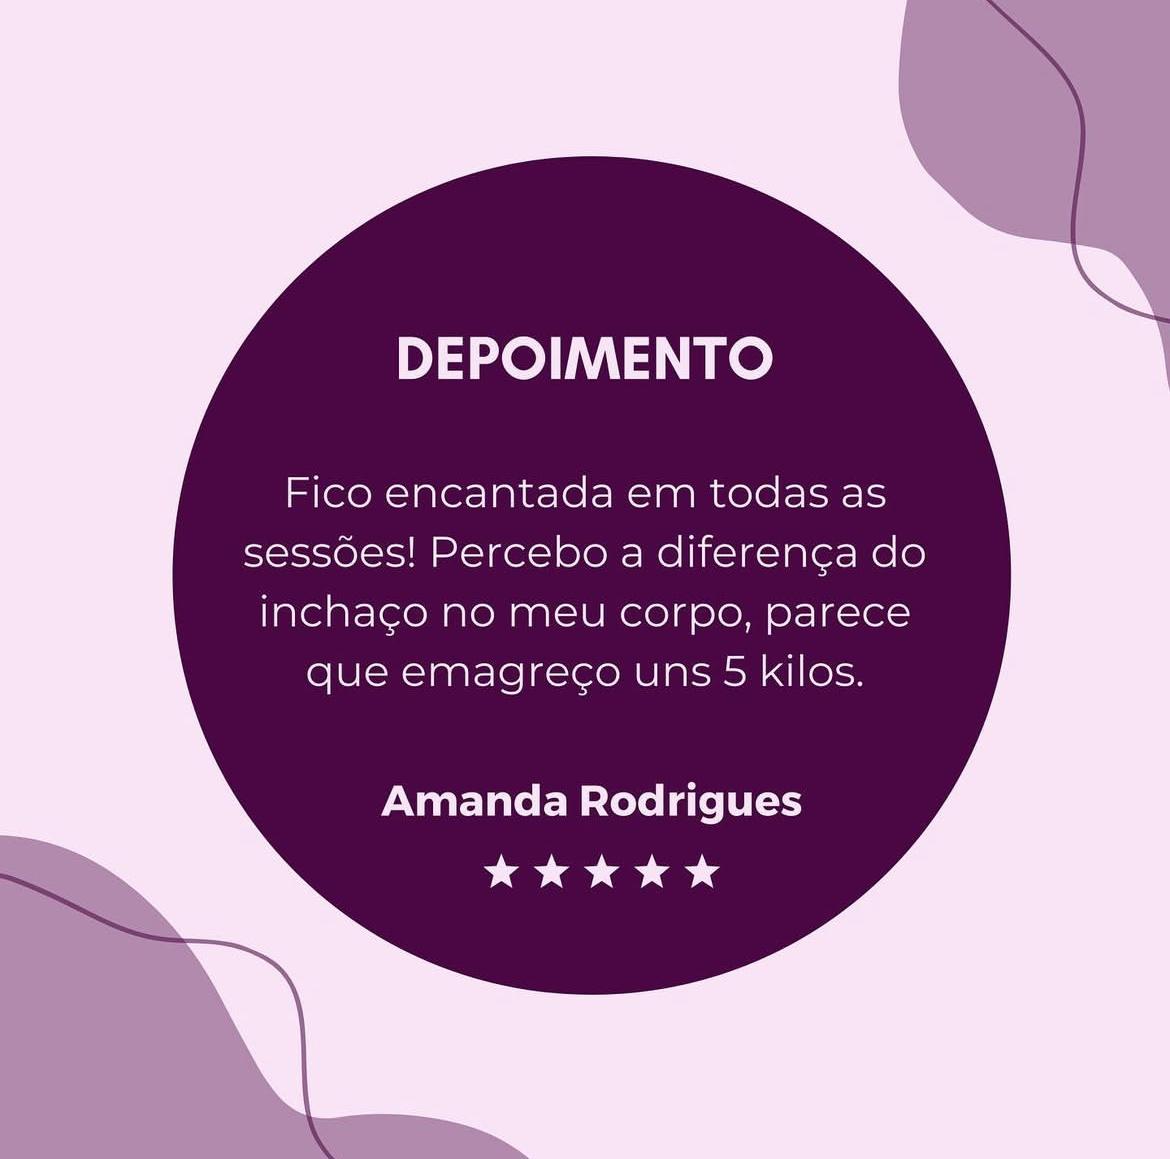 DEPOIMENTO
Fico encantada em todas as
sessões! Percebo a diferença do
inchaço no meu corpo, parece
que emagreço uns 5 kilos.
Amanda Rodrigues